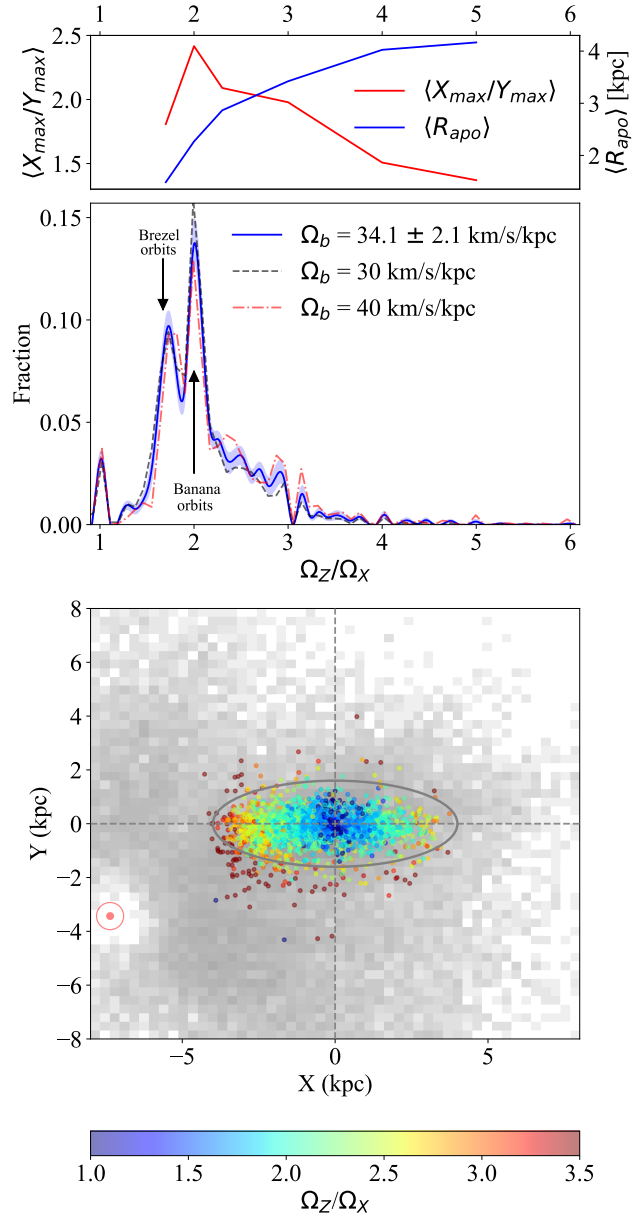 1 2 3 4 5 6
2.5
2.0
1.5
⟨X_max/Y_max⟩
⟨X_max/Y_max⟩
⟨R_apo⟩
4
3
2
⟨R_apo⟩ [kpc]
0.15
0.10
0.05
0.00
Fraction
Brezel
orbits
Ω_b = 34.1 ± 2.1 km/s/kpc
Ω_b = 30 km/s/kpc
Ω_b = 40 km/s/kpc
Banana
orbits
1 2 3 4 5 6
Ω_Z/Ω_X
8
6
4
2
0
−2
−4
−6
−8
Y (kpc)
−5 0 5
X (kpc)
1.0 1.5 2.0 2.5 3.0 3.5
Ω_Z/Ω_X